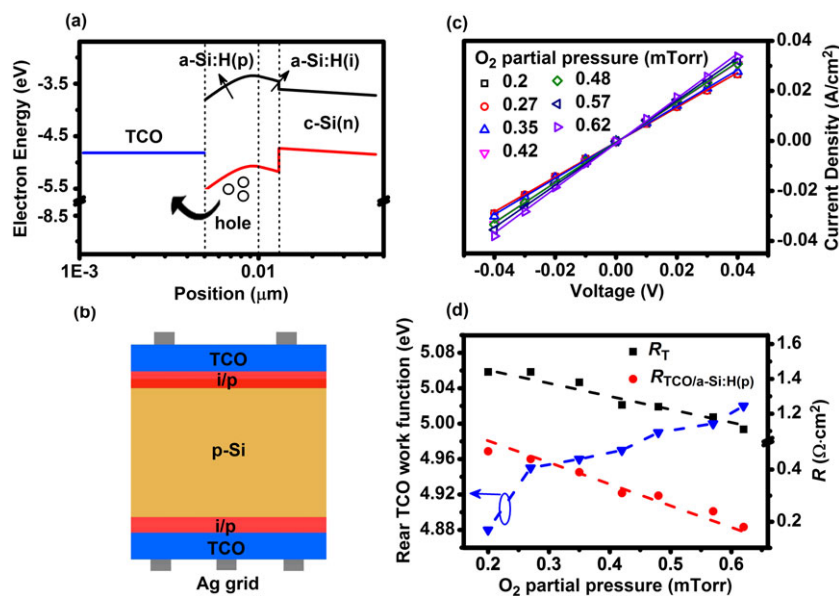 (a)
a-Si:H(p) a-Si:H(i)
TCO
c-Si(n)
hole
Electron Energy (eV)
-3.5
-4.5
-5.5
-8.5
1E-3 0.01
Position (μm)
(b)
TCO
i/p
p-Si
i/p
TCO
Ag grid
(c)
O2 partial pressure (mTorr)
0.2
0.27
0.35
0.42
0.48
0.57
0.62
0.04
0.02
0.00
-0.02
-0.04
Current Density (A/cm2)
-0.04 -0.02 0.00 0.02 0.04
Voltage (V)
(d)
RT
RTCO/a-Si:H(p)
Rear TCO work function (eV)
5.08
5.04
5.00
4.96
4.92
4.88
1.6
1.4
1.2
0.4
0.2
R (Ω·cm2)
0.2 0.3 0.4 0.5 0.6
O2 partial pressure (mTorr)